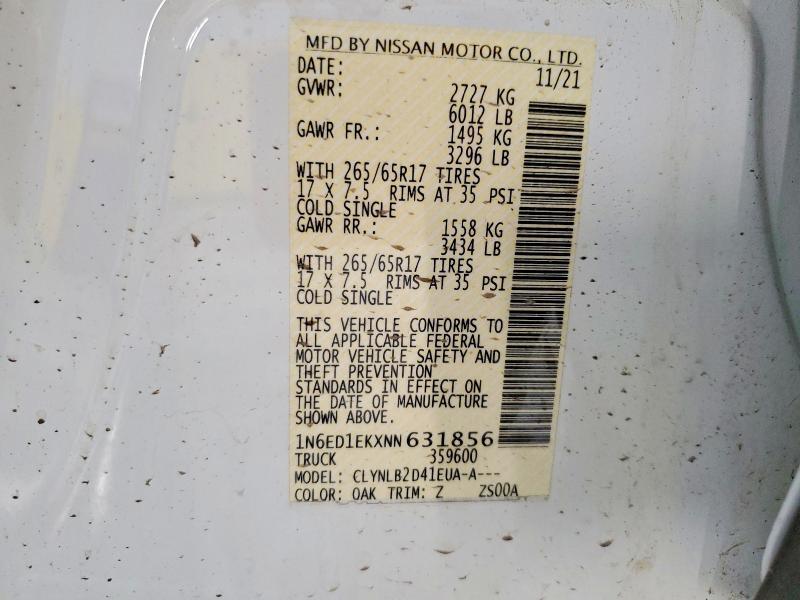 MFD BY NISSAN MOTOR CO., LTD.
DATE: 11/21
GVWR: 2727 KG
6012 LB
GAWR FR.: 1495 KG
3296 LB
WITH 265/65R17 TIRES
17 X 7.5 RIMS AT 35 PSI
COLD SINGLE
GAWR RR.: 1558 KG
3434 LB
WITH 265/65R17 TIRES
17 X 7.5 RIMS AT 35 PSI
COLD SINGLE
THIS VEHICLE CONFORMS TO
ALL APPLICABLE FEDERAL
MOTOR VEHICLE SAFETY AND
THEFT PREVENTION
STANDARDS IN EFFECT ON
THE DATE OF MANUFACTURE
SHOWN ABOVE.
1N6ED1EKXNN631856
TRUCK 359600
MODEL: CLYNLB2D41EUA-A---
COLOR: QAK TRIM: Z ZS00A